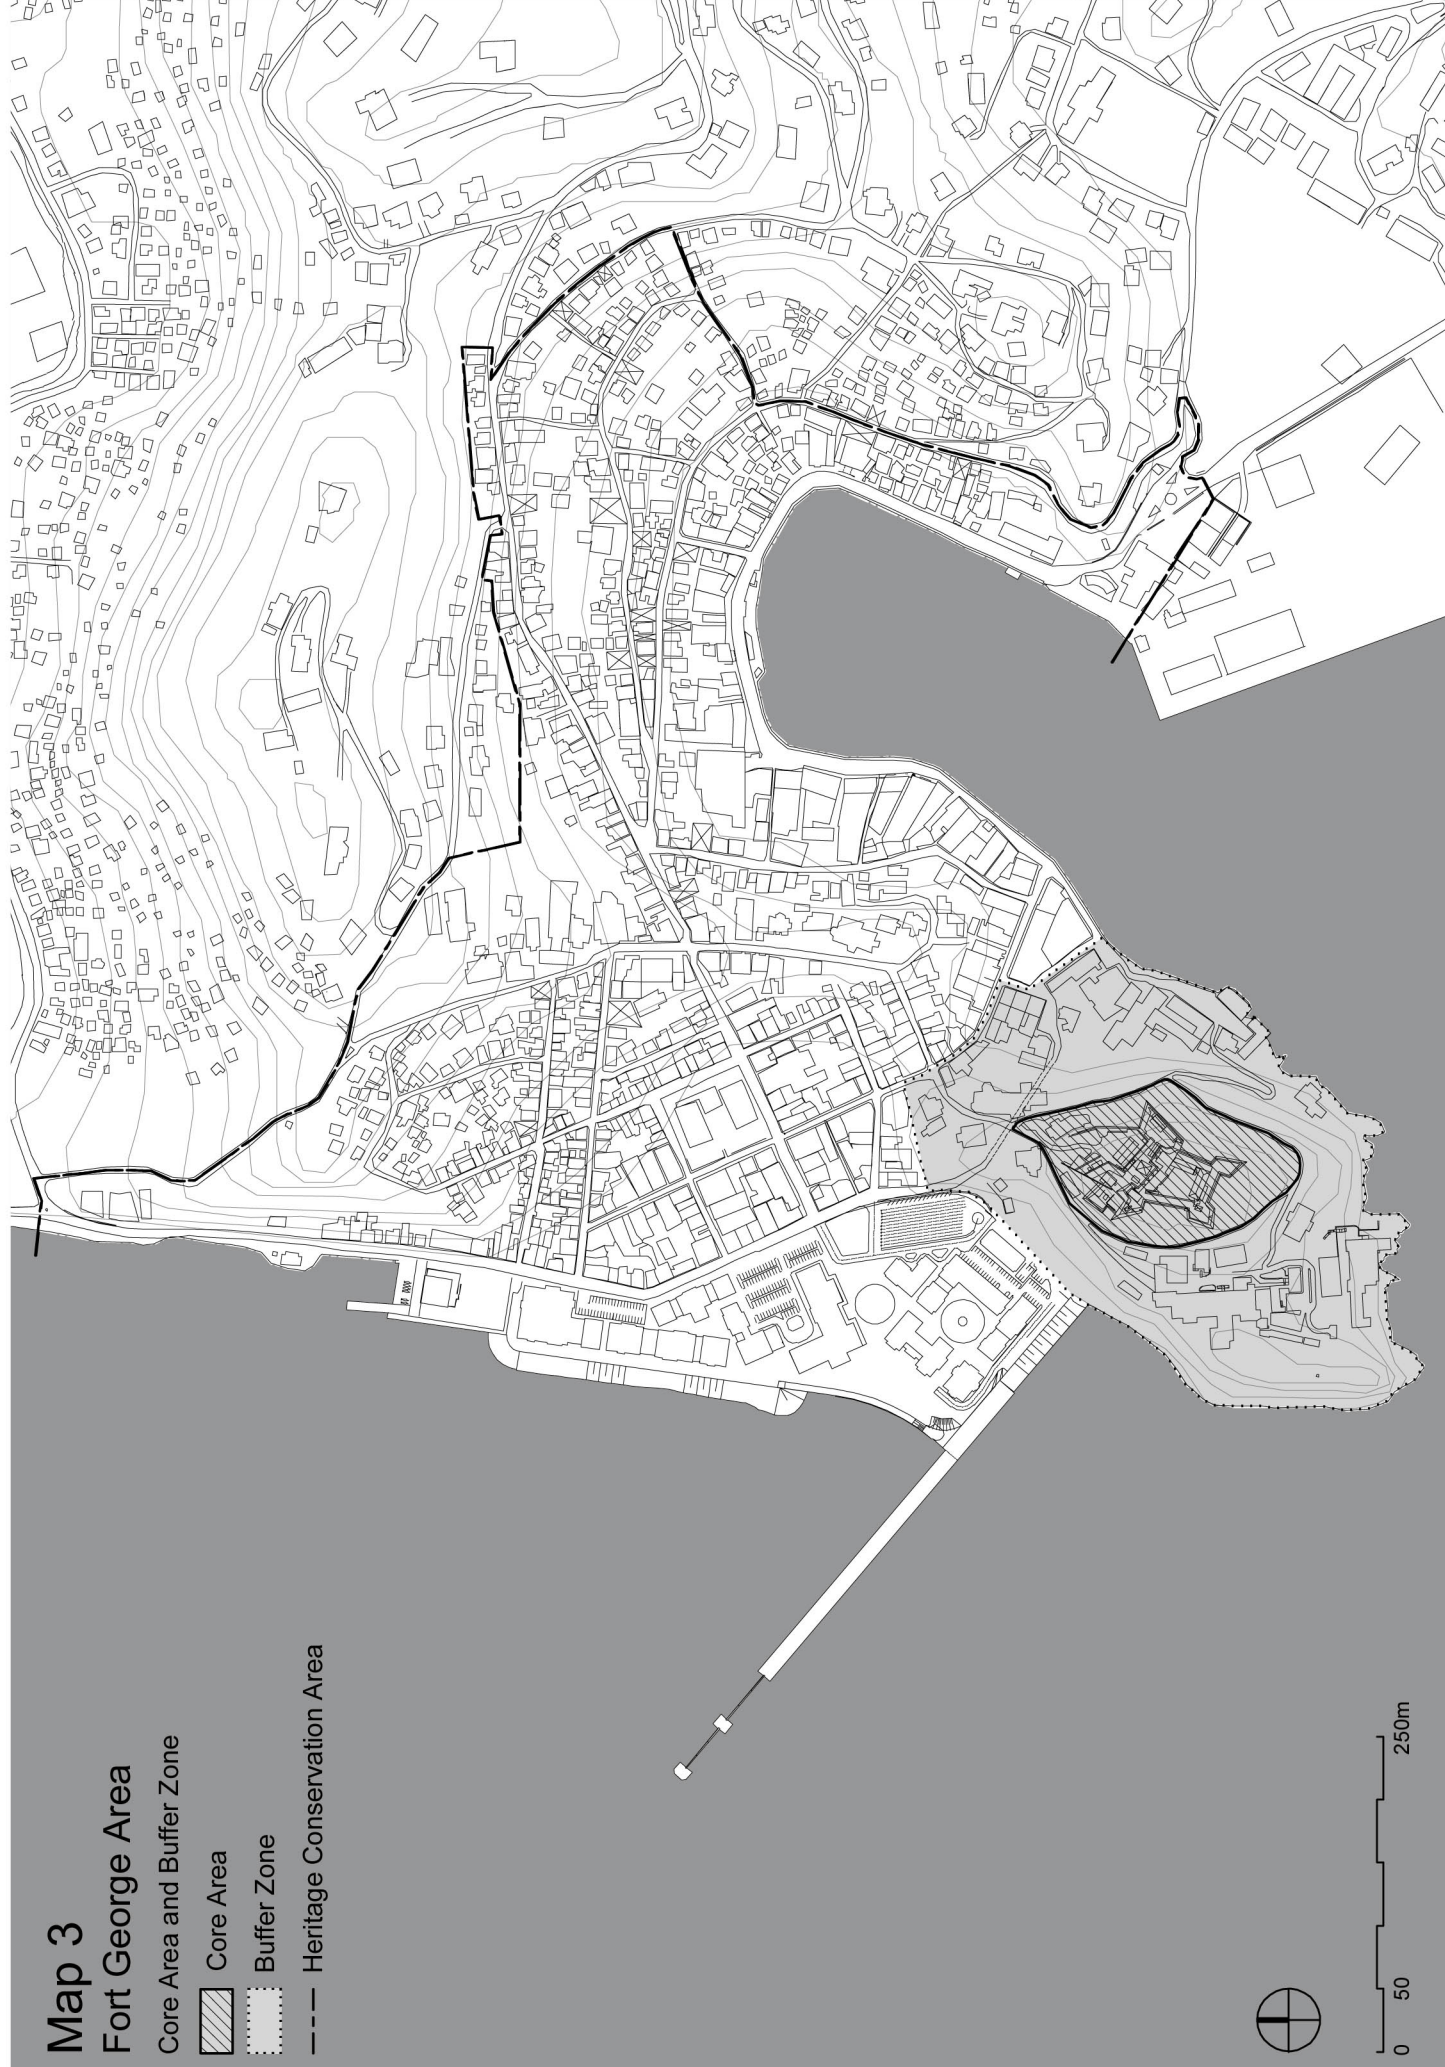 Map 3
Fort George Area
Core Area and Buffer Zone
Core Area
Buffer Zone
Heritage Conservation Area
0 50 250m